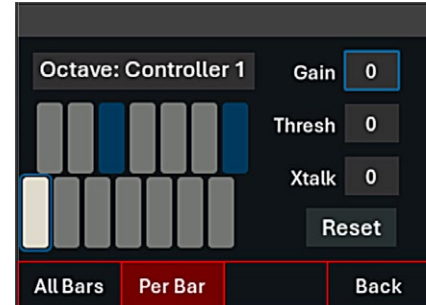 Octave: Controller 1
Gain 0
Thresh 0
Xtalk 0
Reset
All Bars Per Bar Back